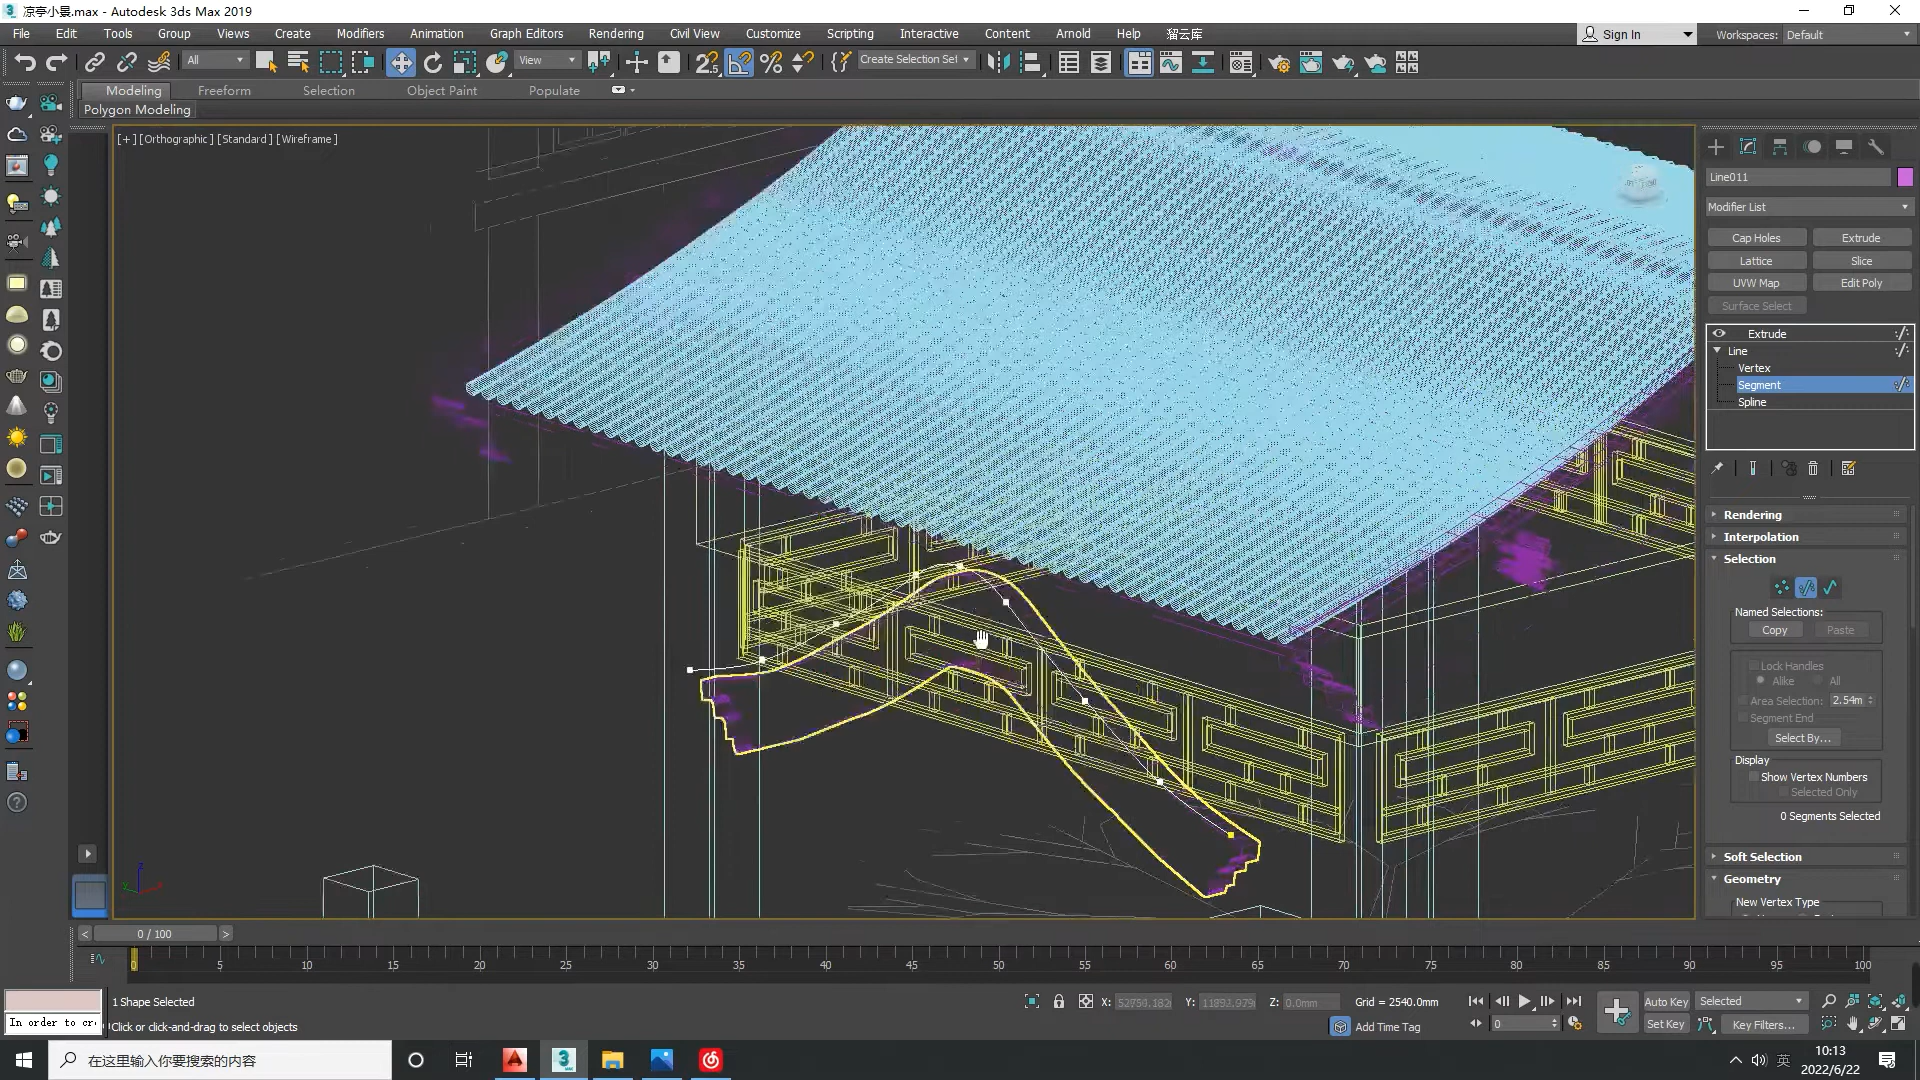 凉亭小景.max - Autodesk 3ds Max 2019
File Edit Tools Group Views Create Modifiers Animation Graph Editors Rendering Civil View Customize Scripting Interactive Content Arnold Help 溜云库
Sign In
Workspaces: Default
All
View
Create Selection Set
Modeling Freeform Selection Object Paint Populate
Polygon Modeling
[+] [Orthographic] [Standard] [Wireframe]
Line011
Modifier List
Cap Holes Extrude
Lattice Slice
UVW Map Edit Poly
Surface Select
Extrude
Line
Vertex
Segment
Spline
Rendering
Interpolation
Selection
Named Selections:
Copy Paste
Lock Handles
Alike All
Area Selection: 2.54m
Segment End
Select By...
Display
Show Vertex Numbers
Selected Only
0 Segments Selected
Soft Selection
Geometry
New Vertex Type
0 / 100
0 5 10 15 20 25 30 35 40 45 50 55 60 65 70 75 80 85 90 95 100
1 Shape Selected
X: Y: Z: 0.0mm Grid = 2540.0mm
Auto Key Selected
In order to cr
Click or click-and-drag to select objects
Add Time Tag
0
Set Key Key Filters...
在这里输入你要搜索的内容
英
10:13
2022/6/22